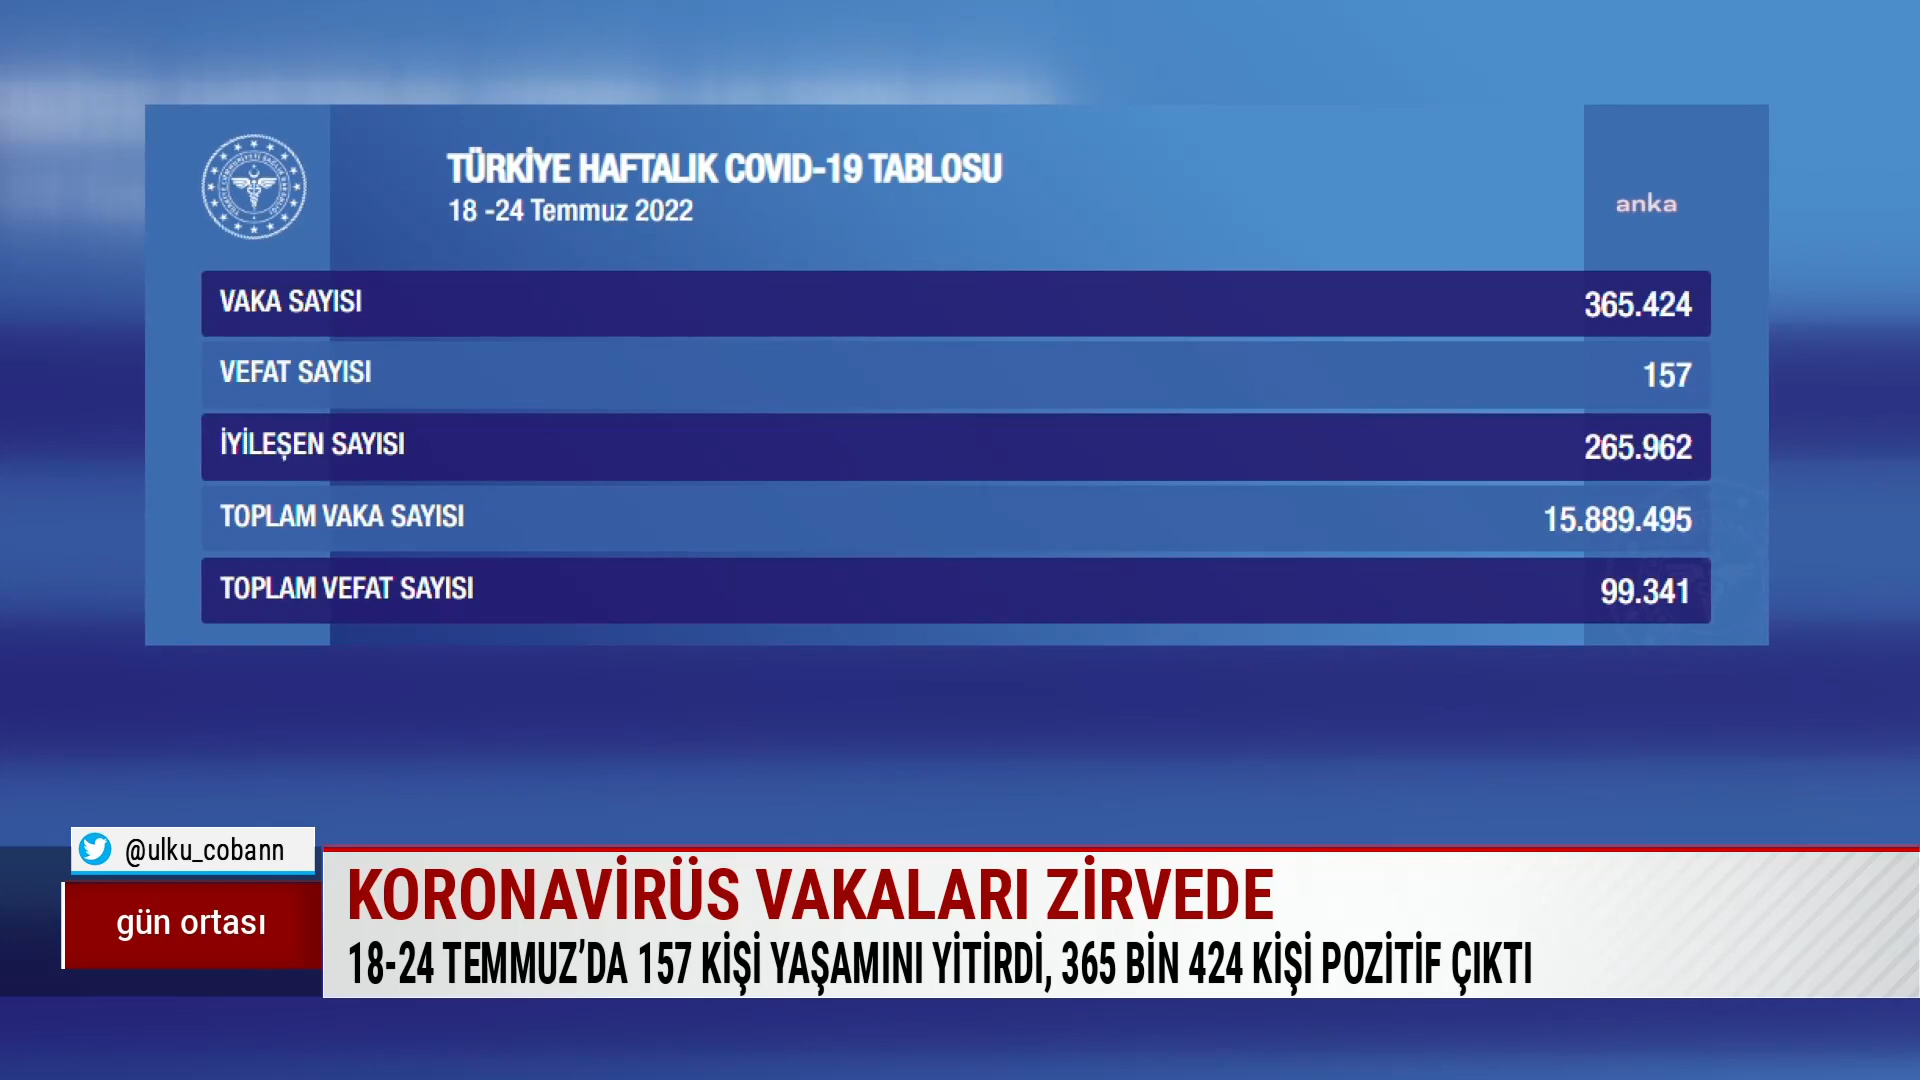 TÜRKİYE HAFTALIK COVID-19 TABLOSU
18 -24 Temmuz 2022
anka
VAKA SAYISI 365.424
VEFAT SAYISI 157
İYİLEŞEN SAYISI 265.962
TOPLAM VAKA SAYISI 15.889.495
TOPLAM VEFAT SAYISI 99.341
@ulku_cobann
gün ortası
KORONAVİRÜS VAKALARI ZİRVEDE
18-24 TEMMUZ’DA 157 KİŞİ YAŞAMINI YİTİRDİ, 365 BİN 424 KİŞİ POZİTİF ÇIKTI